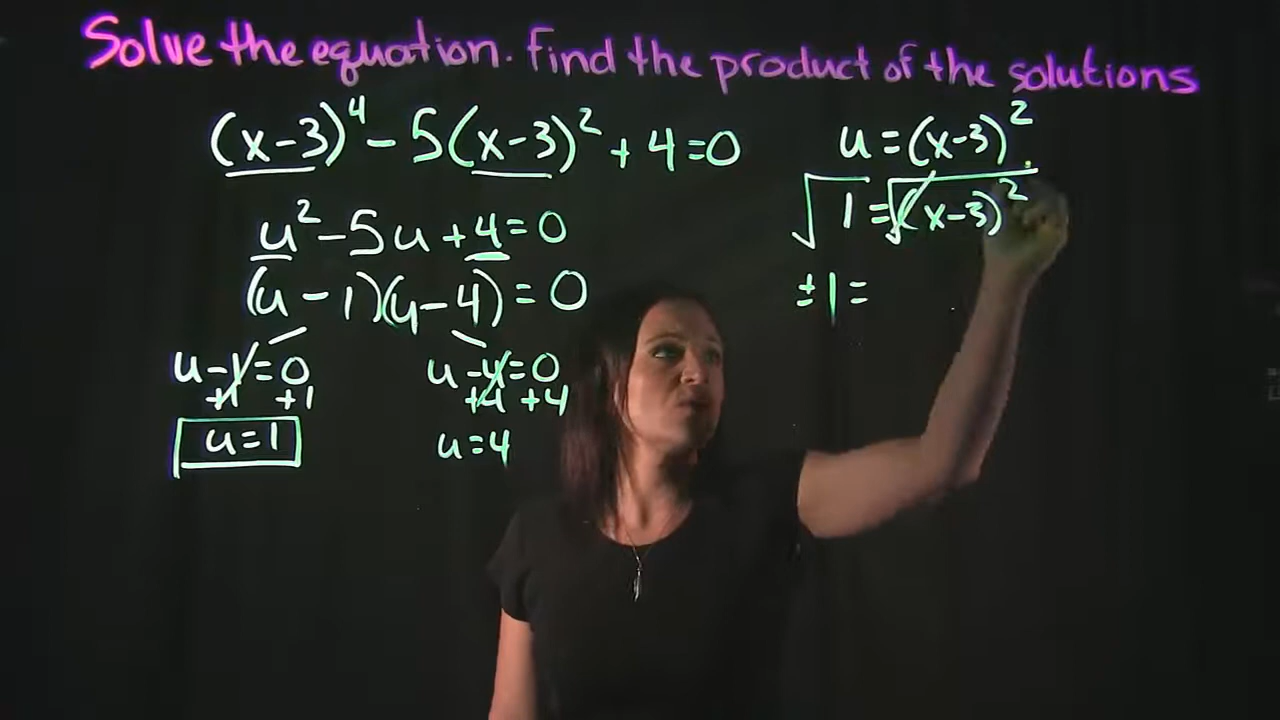 Solve the equation. Find the product of the solutions
(x-3)⁴ - 5(x-3)² + 4 = 0
u² - 5u + 4 = 0
(u - 1)(u - 4) = 0
u - 1 = 0
+1 +1
u = 1
u - 4 = 0
+4 +4
u = 4
u = (x-3)²
√1 = √(x-3)²
±1 =